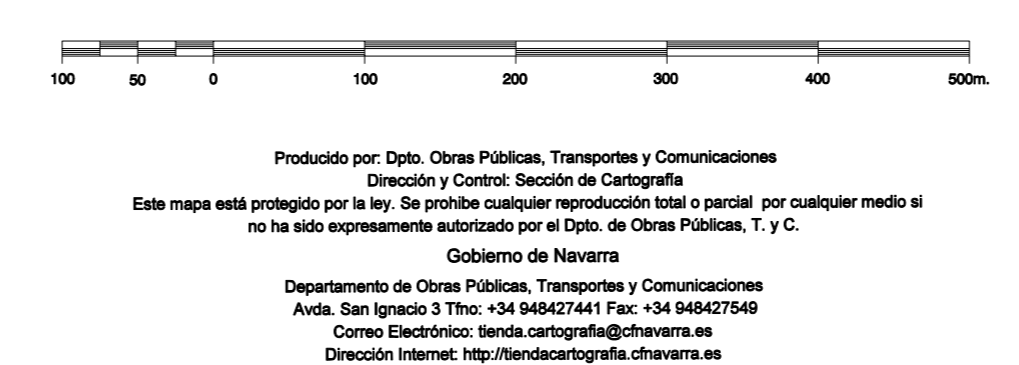 100 50 0 100 200 300 400 500m.
Producido por: Dpto. Obras Públicas, Transportes y Comunicaciones
Dirección y Control: Sección de Cartografía
Este mapa está protegido por la ley. Se prohibe cualquier reproducción total o parcial por cualquier medio si
no ha sido expresamente autorizado por el Dpto. de Obras Públicas, T. y C.
Gobierno de Navarra
Departamento de Obras Públicas, Transportes y Comunicaciones
Avda. San Ignacio 3 Tfno: +34 948427441 Fax: +34 948427549
Correo Electrónico: tienda.cartografia@cfnavarra.es
Dirección Internet: http://tiendacartografia.cfnavarra.es